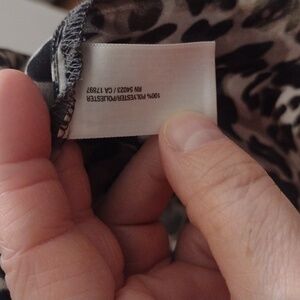 100% POLYESTER/POLYESTER
RN 54023 / CA 17897